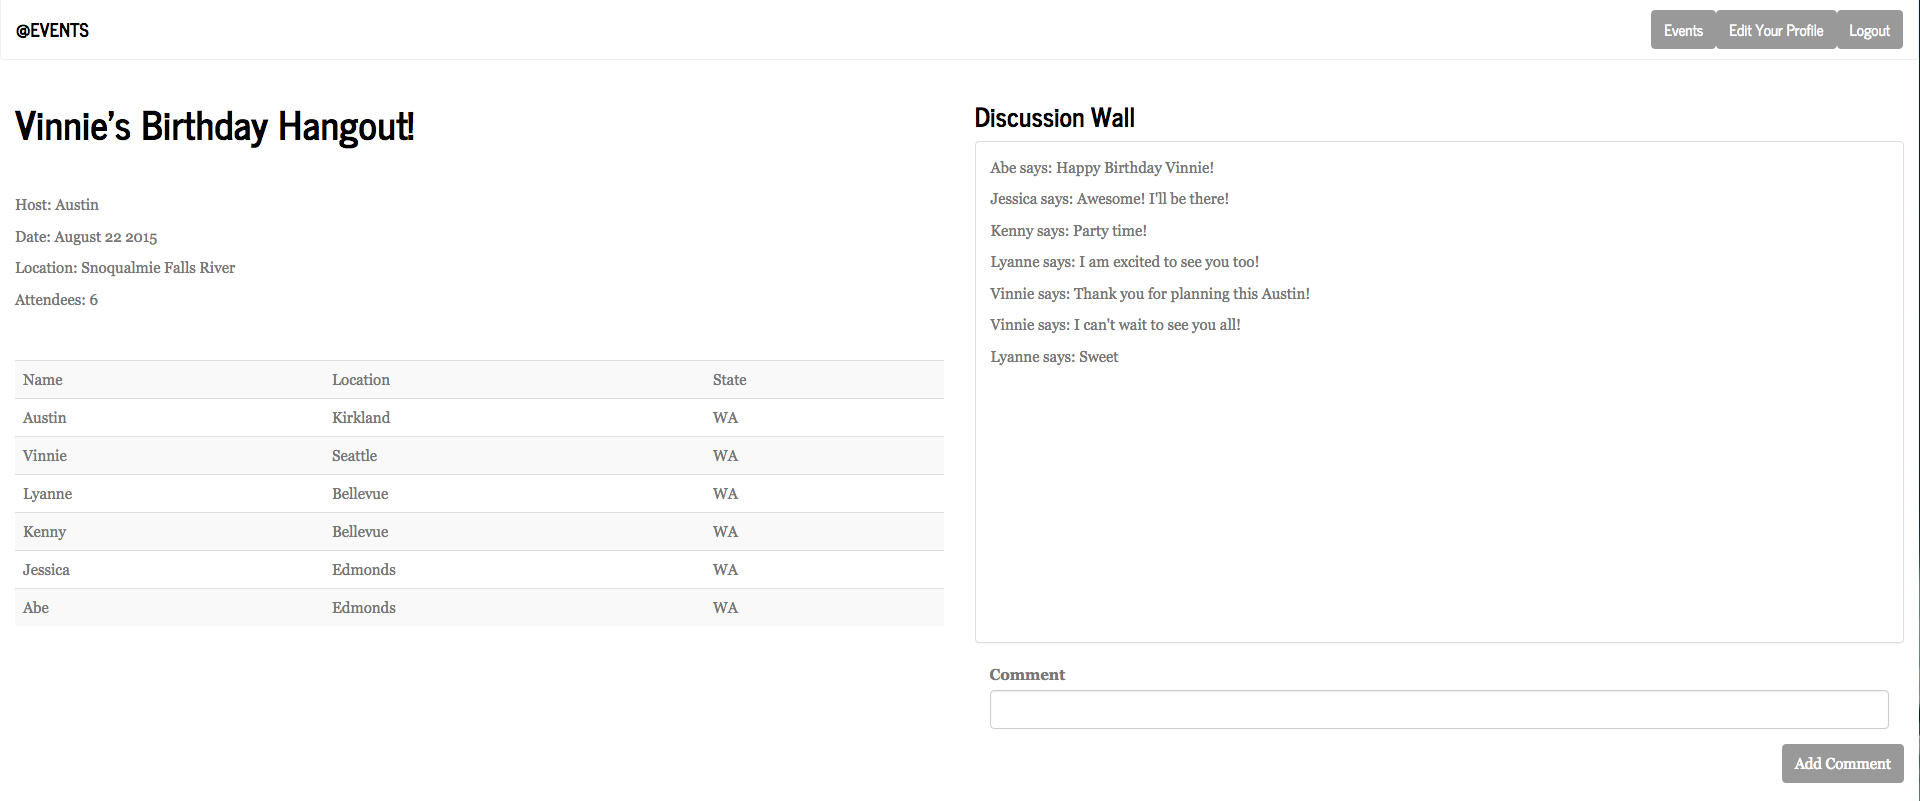 @EVENTS
Events Edit Your Profile Logout
Vinnie's Birthday Hangout!
Host: Austin
Date: August 22 2015
Location: Snoqualmie Falls River
Attendees: 6
Name Location State
Austin Kirkland WA
Vinnie Seattle WA
Lyanne Bellevue WA
Kenny Bellevue WA
Jessica Edmonds WA
Abe Edmonds WA
Discussion Wall
Abe says: Happy Birthday Vinnie!
Jessica says: Awesome! I'll be there!
Kenny says: Party time!
Lyanne says: I am excited to see you too!
Vinnie says: Thank you for planning this Austin!
Vinnie says: I can't wait to see you all!
Lyanne says: Sweet
Comment
Add Comment